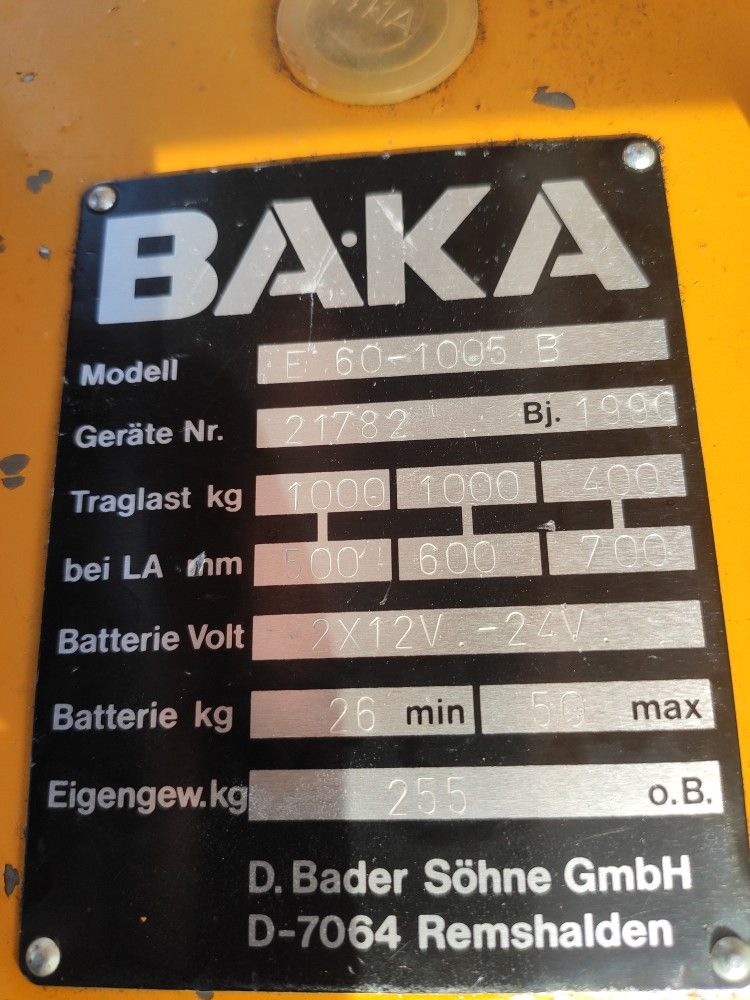 BAKA
Modell E 60-1005 B
Geräte Nr. 21782 Bj. 1990
Traglast kg 1000 1000 400
bei LA mm 500 600 700
Batterie Volt 2X12V.-24V.
Batterie kg 26 min 50 max
Eigengew.kg 255 o.B.
D. Bader Söhne GmbH
D-7064 Remshalden